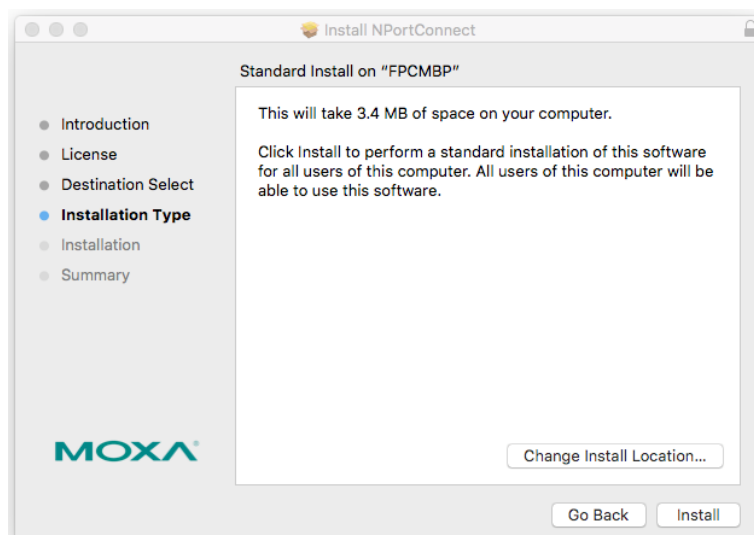 Install NPortConnect
Standard Install on “FPCMBP”
Introduction
License
Destination Select
Installation Type
Installation
Summary
This will take 3.4 MB of space on your computer.
Click Install to perform a standard installation of this software
for all users of this computer. All users of this computer will be
able to use this software.
MOXA
Change Install Location...
Go Back
Install